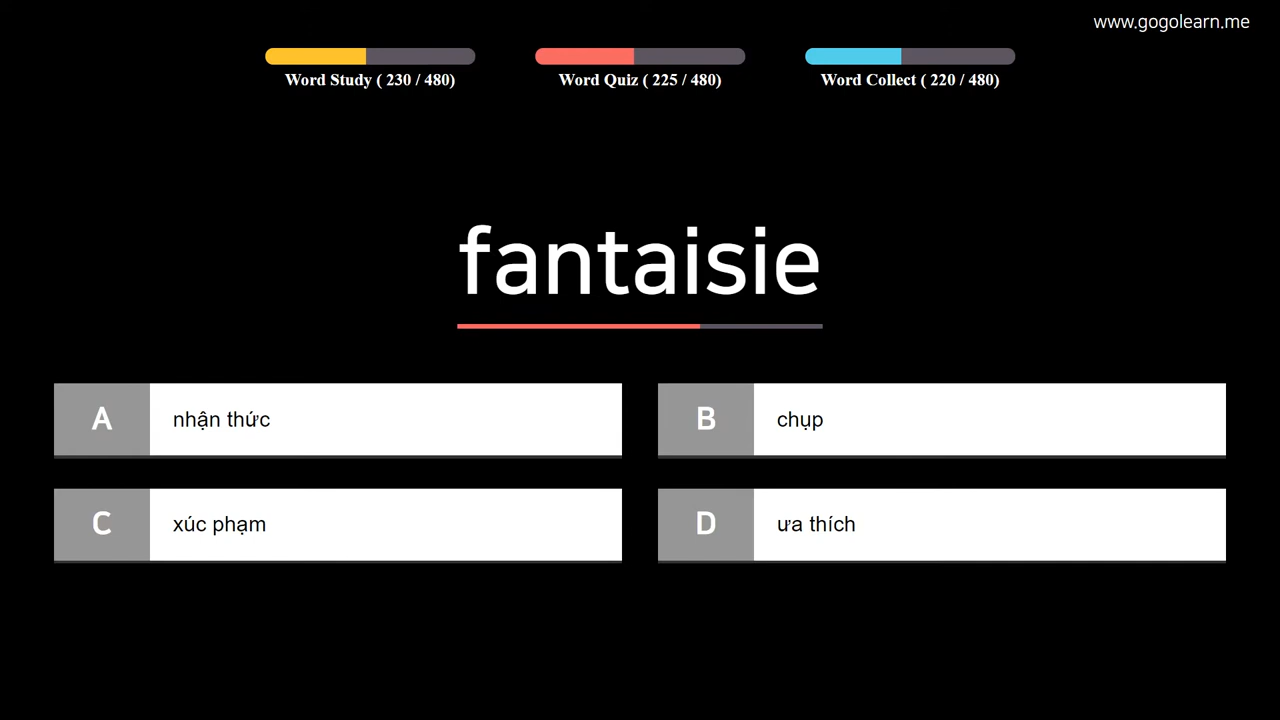 www.gogolearn.me
Word Study ( 230 / 480)
Word Quiz ( 225 / 480)
Word Collect ( 220 / 480)
fantaisie
A nhận thức
B chụp
C xúc phạm
D ưa thích